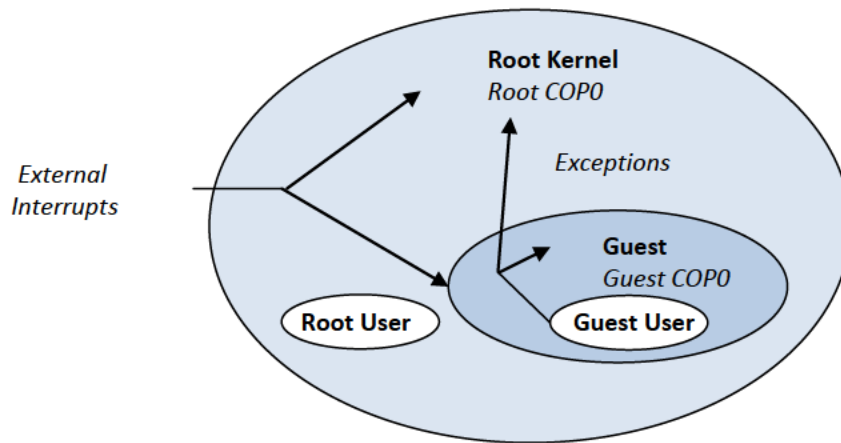 Root Kernel
Root COP0
External
Interrupts
Exceptions
Guest
Guest COP0
Root User
Guest User